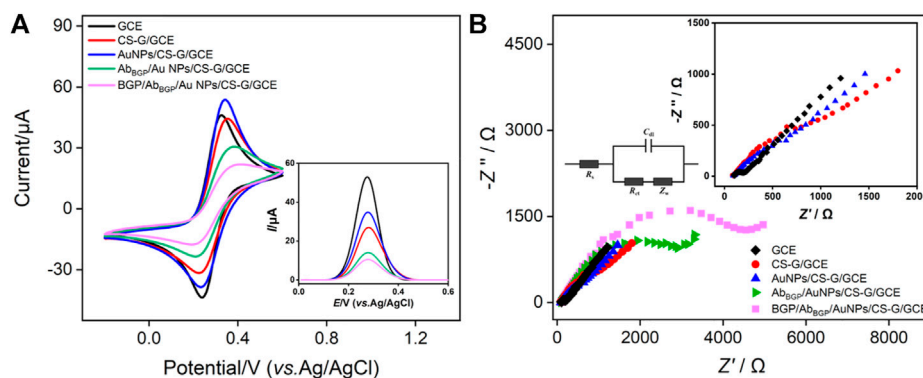 A
60
30
0
-30
Current/μA
0.0
0.4
0.8
1.2
Potential/V (vs.Ag/AgCl)
GCE
CS-G/GCE
AuNPs/CS-G/GCE
AbBGP/Au NPs/CS-G/GCE
BGP/AbBGP/Au NPs/CS-G/GCE
60
40
20
0
I/μA
0.0
0.2
0.4
0.6
E/V (vs.Ag/AgCl)
B
4500
3000
1500
0
-Z'' / Ω
0
2000
4000
6000
8000
Z' / Ω
Cdl
Rs
Rct
Zw
1500
1000
500
0
-Z'' / Ω
0
500
1000
1500
Z' / Ω
GCE
CS-G/GCE
AuNPs/CS-G/GCE
AbBGP/AuNPs/CS-G/GCE
BGP/AbBGP/AuNPs/CS-G/GCE